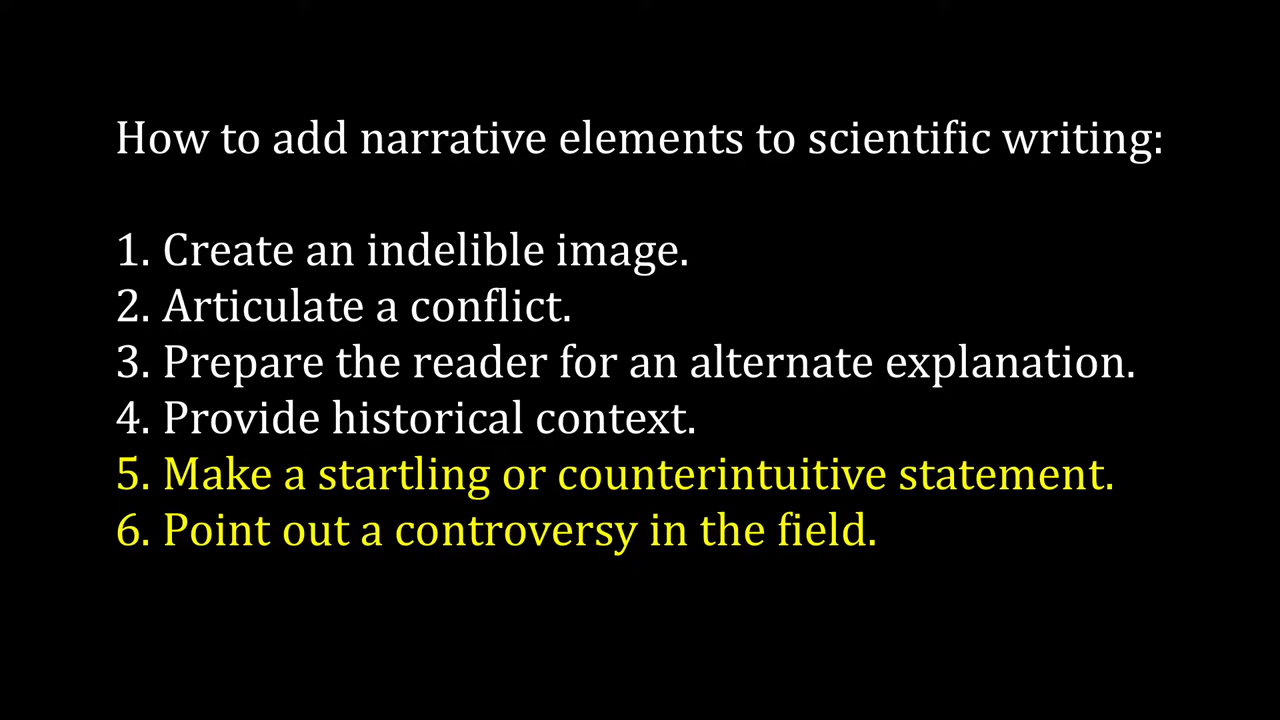 How to add narrative elements to scientific writing:
1. Create an indelible image.
2. Articulate a conflict.
3. Prepare the reader for an alternate explanation.
4. Provide historical context.
5. Make a startling or counterintuitive statement.
6. Point out a controversy in the field.